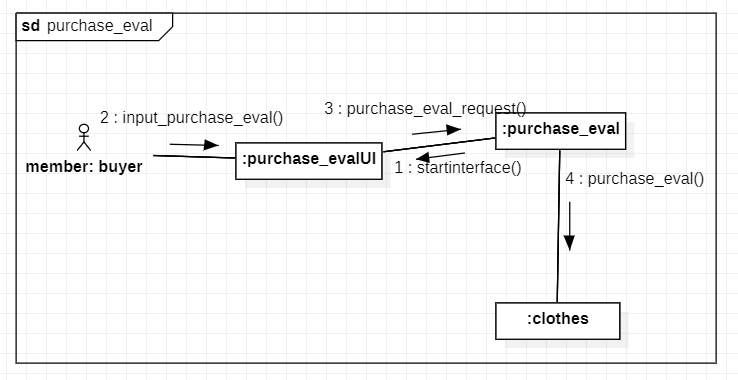 sd purchase_eval
2 : input_purchase_eval()
3 : purchase_eval_request()
:purchase_eval
member: buyer
:purchase_evalUI
1 : startinterface()
4 : purchase_eval()
:clothes